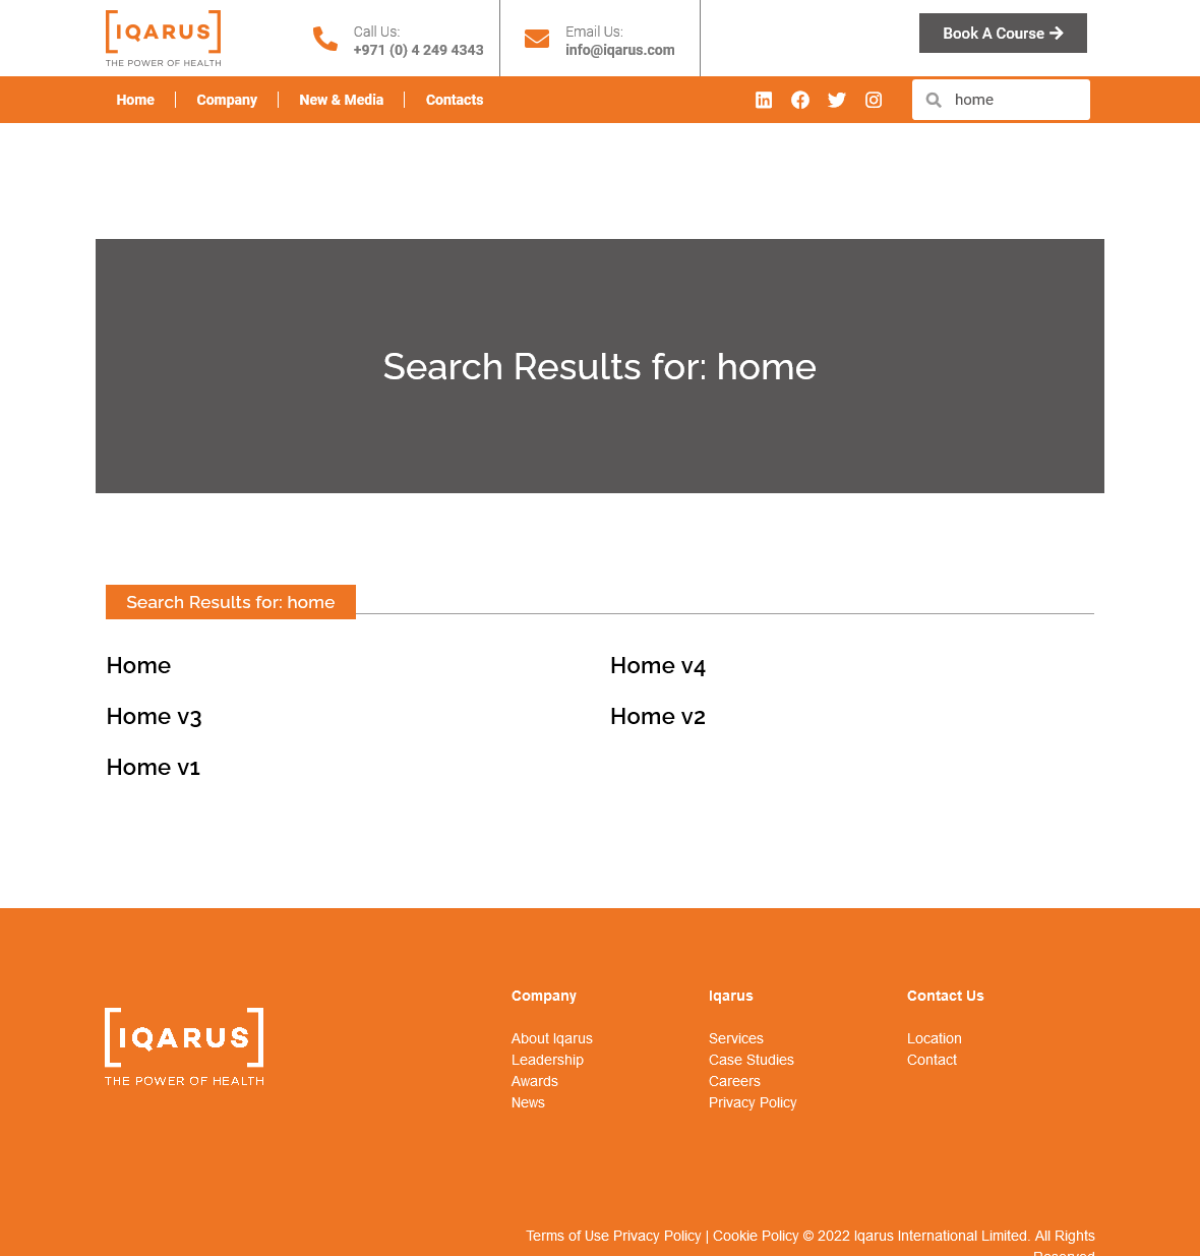 [IQARUS]
THE POWER OF HEALTH
Call Us:
+971 (0) 4 249 4343
Email Us:
info@iqarus.com
Book A Course
Home
Company
New & Media
Contacts
home
Search Results for: home
Search Results for: home
Home
Home v4
Home v3
Home v2
Home v1
[IQARUS]
THE POWER OF HEALTH
Company
About Iqarus
Leadership
Awards
News
Iqarus
Services
Case Studies
Careers
Privacy Policy
Contact Us
Location
Contact
Terms of Use Privacy Policy | Cookie Policy © 2022 Iqarus International Limited. All Rights
Reserved